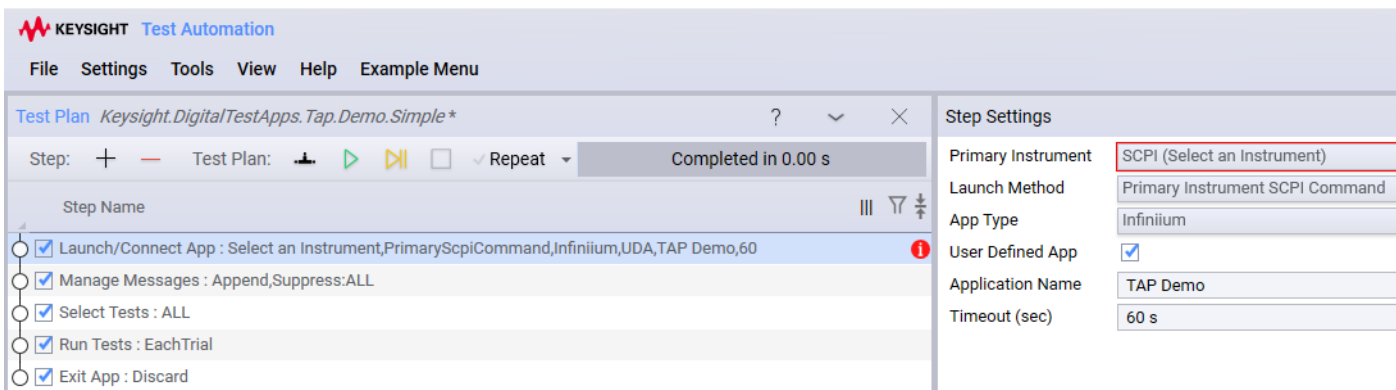 KEYSIGHT Test Automation
File Settings Tools View Help Example Menu
Test Plan Keysight.DigitalTestApps.Tap.Demo.Simple * ?
Step: Test Plan: Repeat Completed in 0.00 s
Step Name
Launch/Connect App : Select an Instrument,PrimaryScpiCommand,Infiniium,UDA,TAP Demo,60
Manage Messages : Append,Suppress:ALL
Select Tests : ALL
Run Tests : EachTrial
Exit App : Discard
Step Settings
Primary Instrument SCPI (Select an Instrument)
Launch Method Primary Instrument SCPI Command
App Type Infiniium
User Defined App
Application Name TAP Demo
Timeout (sec) 60 s